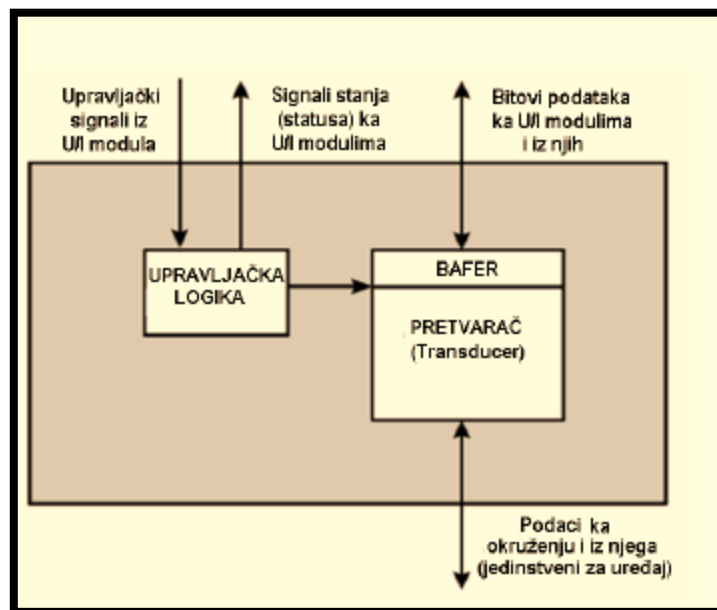 Upravljački
signali iz
U/I modula
Signali stanja
(statusa) ka
U/I modulima
Bitovi podataka
ka U/I modulima
i iz njih
UPRAVLJAČKA
LOGIKA
BAFER
PRETVARAČ
(Transducer)
Podaci ka
okruženju i iz njega
(jedinstveni za uređaj)